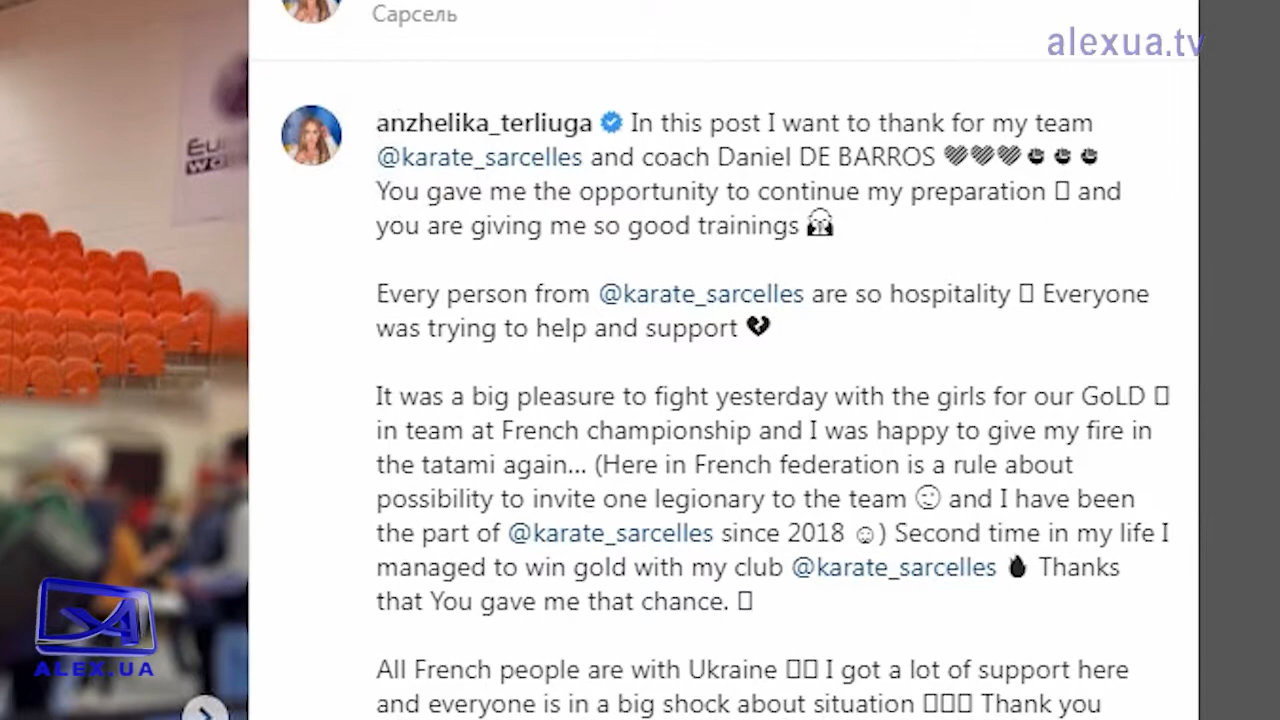 Сарсель
alexua.tv
anzhelika_terliuga In this post I want to thank for my team
@karate_sarcelles and coach Daniel DE BARROS
You gave me the opportunity to continue my preparation and
you are giving me so good trainings
Every person from @karate_sarcelles are so hospitality Everyone
was trying to help and support
It was a big pleasure to fight yesterday with the girls for our GoLD
in team at French championship and I was happy to give my fire in
the tatami again... (Here in French federation is a rule about
possibility to invite one legionary to the team and I have been
the part of @karate_sarcelles since 2018 ) Second time in my life I
managed to win gold with my club @karate_sarcelles Thanks
that You gave me that chance.
All French people are with Ukraine I got a lot of support here
and everyone is in a big shock about situation Thank you
ALEX.UA